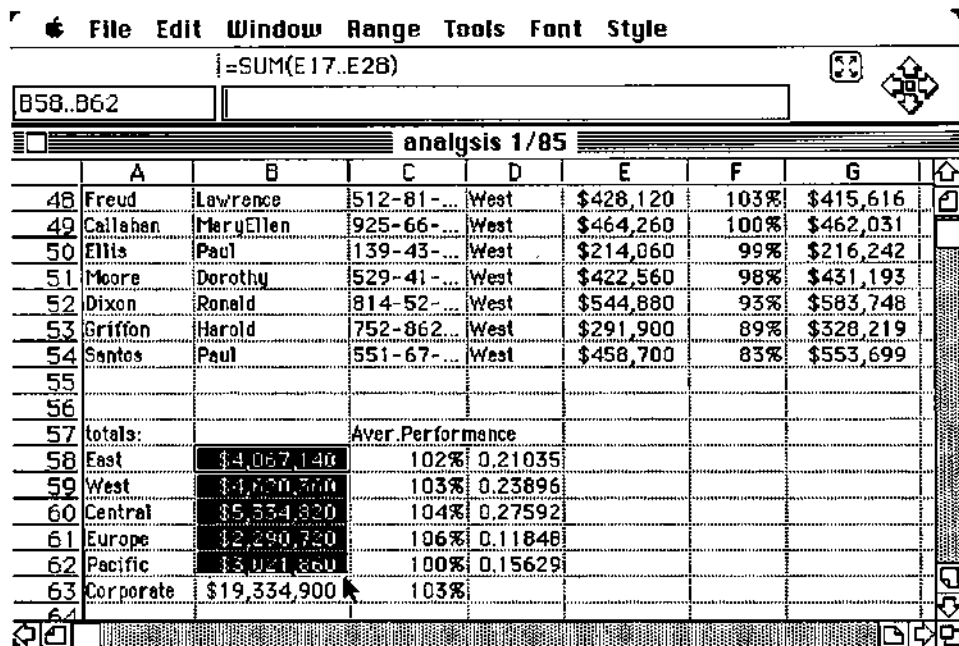 File Edit Window Range Tools Font Style
=SUM(E17..E28)
B58..B62
analysis 1/85
A B C D E F G
48 Freud Lawrence 512-81-... West $428,120 103% $415,616
49 Callahan MaryEllen 925-66-... West $464,260 100% $462,031
50 Ellis Paul 139-43-... West $214,060 99% $216,242
51 Moore Dorothy 529-41-... West $422,560 98% $431,193
52 Dixon Ronald 814-52-... West $544,880 93% $583,748
53 Griffon Harold 752-862... West $291,900 89% $328,219
54 Santos Paul 551-67-... West $458,700 83% $553,699
55
56
57 totals: Aver.Performance
58 East $4,067,140 102% 0.21035
59 West $4,620,360 103% 0.23896
60 Central $5,334,820 104% 0.27592
61 Europe $2,290,720 106% 0.11848
62 Pacific $3,021,860 100% 0.15629
63 Corporate $19,334,900 103%
64